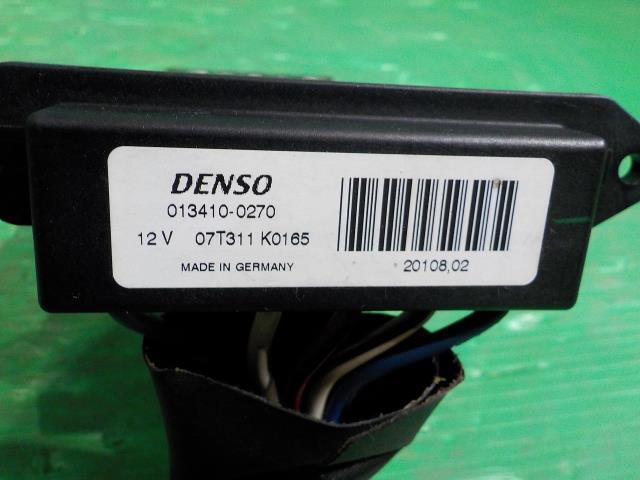 DENSO
013410-0270
12 V 07T311 K0165
MADE IN GERMANY
20108,02